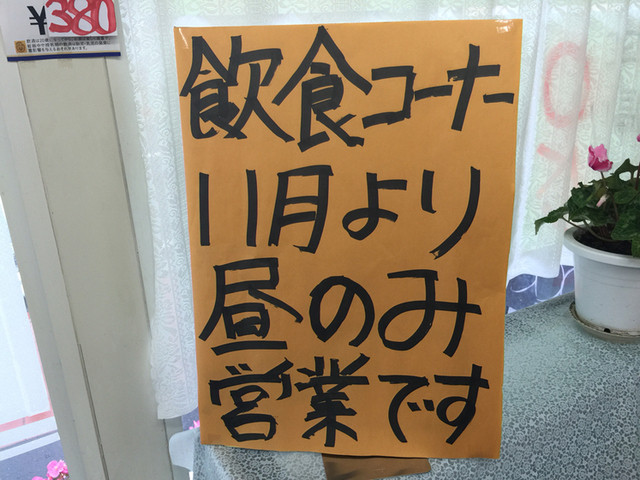 ¥380
飲食コーナー
11月より
昼のみ
営業です